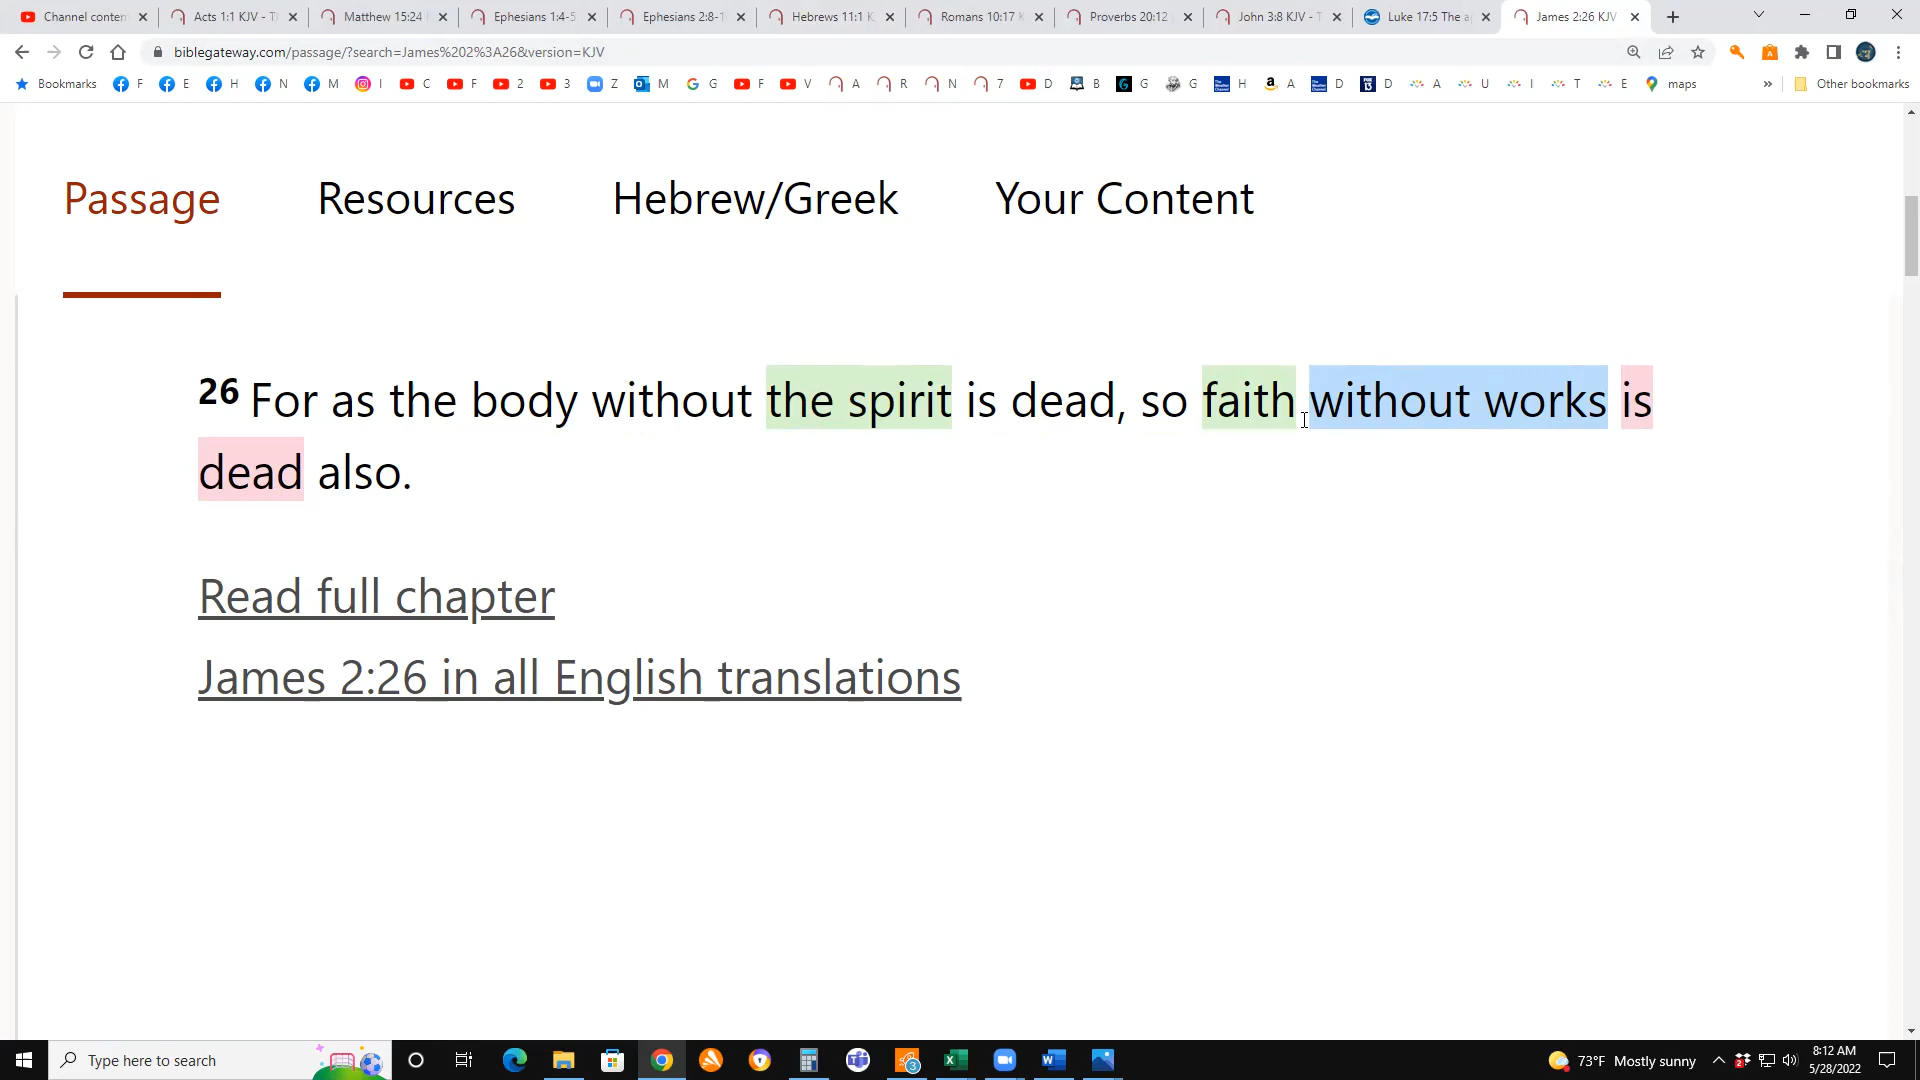 Channel conten
Acts 1:1 KJV - T
Matthew 15:24
Ephesians 1:4-5
Ephesians 2:8-1
Hebrews 11:1 K
Romans 10:17
Proverbs 20:12
John 3:8 KJV - T
Luke 17:5 The a
James 2:26 KJV
biblegateway.com/passage/?search=James%202%3A26&version=KJV
Bookmarks F E H N M I C F 2 3 Z M G F V A R N 7 D B G G H A D D A U I T E maps » Other bookmarks
Passage Resources Hebrew/Greek Your Content
26 For as the body without the spirit is dead, so faith without works is
dead also.
Read full chapter
James 2:26 in all English translations
Type here to search
73°F Mostly sunny
8:12 AM
5/28/2022